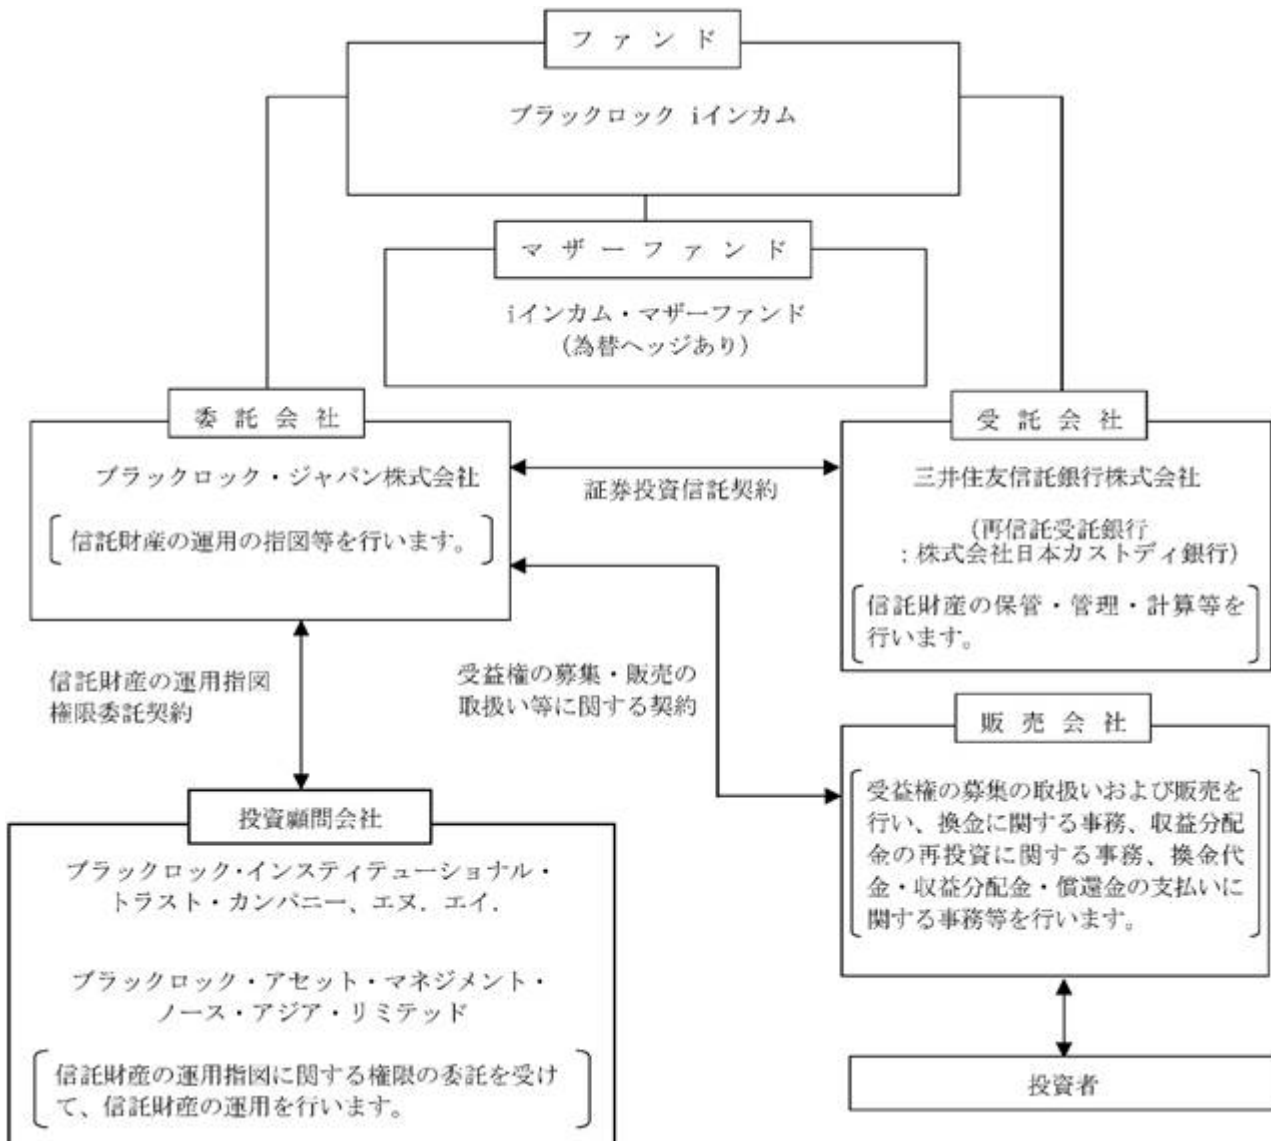 ファンド
ブラックロック iインカム
マザーファンド
iインカム・マザーファンド
（為替ヘッジあり）
委託会社
ブラックロック・ジャパン株式会社
信託財産の運用の指図等を行います。
証券投資信託契約
受託会社
三井住友信託銀行株式会社
（再信託受託銀行
：株式会社日本カストディ銀行）
信託財産の保管・管理・計算等を
行います。
信託財産の運用指図
権限委託契約
受益権の募集・販売の
取扱い等に関する契約
販売会社
受益権の募集の取扱いおよび販売を
行い、換金に関する事務、収益分配
金の再投資に関する事務、換金代
金・収益分配金・償還金の支払いに
関する事務等を行います。
投資顧問会社
ブラックロック・インスティテューショナル・
トラスト・カンパニー、エヌ．エイ．
ブラックロック・アセット・マネジメント・
ノース・アジア・リミテッド
信託財産の運用指図に関する権限の委託を受け
て、信託財産の運用を行います。
投資者